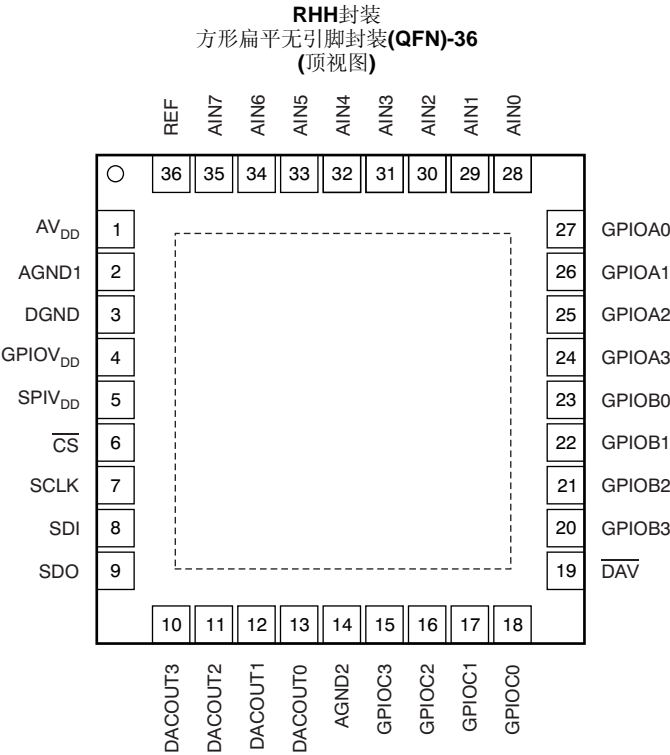 RHH封装
方形扁平无引脚封装(QFN)-36
(顶视图)
REF
AIN7
AIN6
AIN5
AIN4
AIN3
AIN2
AIN1
AIN0
36 35 34 33 32 31 30 29 28
AVDD 1
AGND1 2
DGND 3
GPIOVDD 4
SPIVDD 5
C̅S̅ 6
SCLK 7
SDI 8
SDO 9
27 GPIOA0
26 GPIOA1
25 GPIOA2
24 GPIOA3
23 GPIOB0
22 GPIOB1
21 GPIOB2
20 GPIOB3
19 D̅A̅V̅
10 11 12 13 14 15 16 17 18
DACOUT3
DACOUT2
DACOUT1
DACOUT0
AGND2
GPIOC3
GPIOC2
GPIOC1
GPIOC0